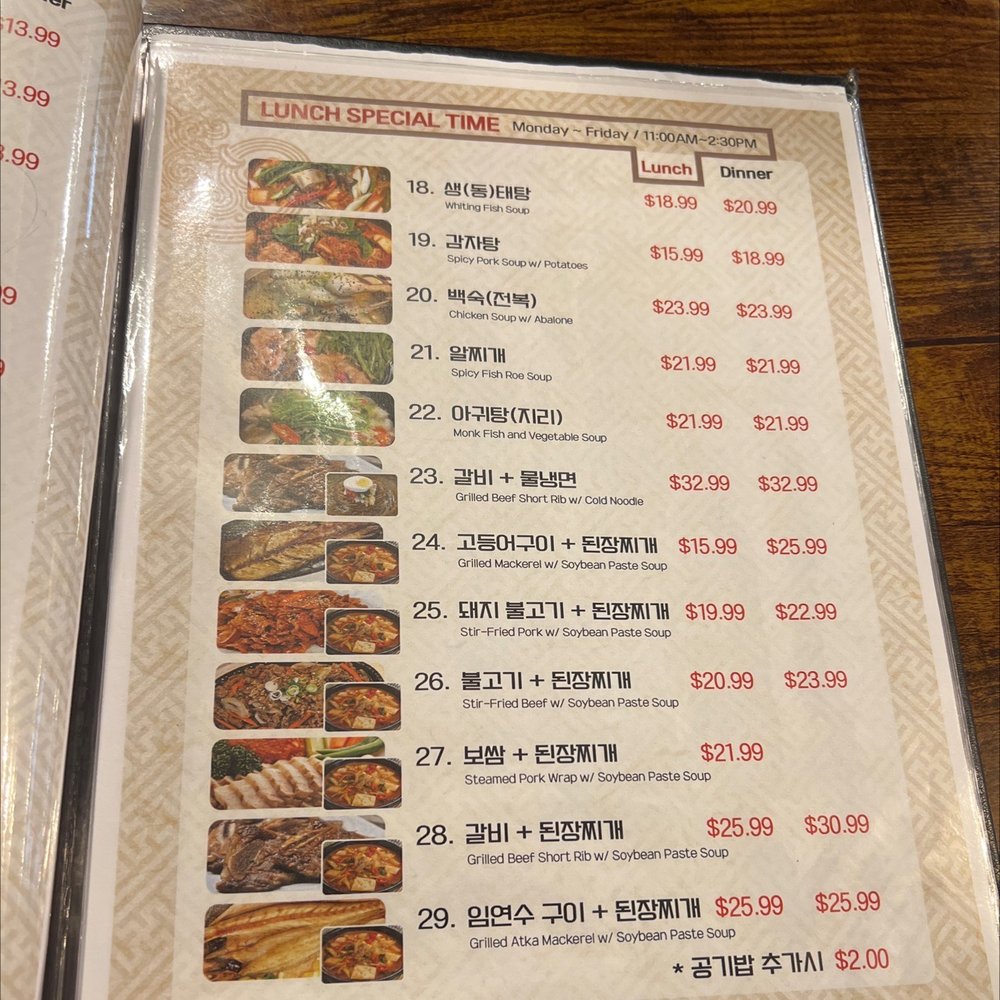 $13.99
3.99
3.99
LUNCH SPECIAL TIME Monday ~ Friday / 11:00AM~2:30PM
Lunch Dinner
18. 생(동)태탕 $18.99 $20.99
Whiting Fish Soup
19. 감자탕 $15.99 $18.99
Spicy Pork Soup w/ Potatoes
20. 백숙(전복) $23.99 $23.99
Chicken Soup w/ Abalone
21. 알찌개 $21.99 $21.99
Spicy Fish Roe Soup
22. 아귀탕(지리) $21.99 $21.99
Monk Fish and Vegetable Soup
23. 갈비 + 물냉면 $32.99 $32.99
Grilled Beef Short Rib w/ Cold Noodle
24. 고등어구이 + 된장찌개 $15.99 $25.99
Grilled Mackerel w/ Soybean Paste Soup
25. 돼지 불고기 + 된장찌개 $19.99 $22.99
Stir-Fried Pork w/ Soybean Paste Soup
26. 불고기 + 된장찌개 $20.99 $23.99
Stir-Fried Beef w/ Soybean Paste Soup
27. 보쌈 + 된장찌개 $21.99
Steamed Pork Wrap w/ Soybean Paste Soup
28. 갈비 + 된장찌개 $25.99 $30.99
Grilled Beef Short Rib w/ Soybean Paste Soup
29. 임연수 구이 + 된장찌개 $25.99 $25.99
Grilled Atka Mackerel w/ Soybean Paste Soup
* 공기밥 추가시 $2.00